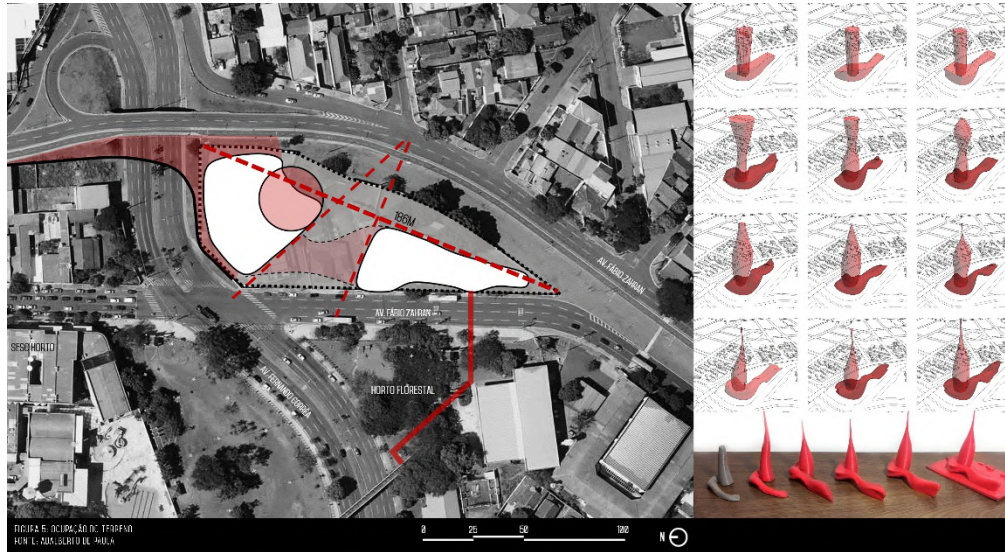 186M
AV. FÁBIO ZAHRAN
AV. FÁBIO ZAHRAN
SESC HORTO
AV. FERNANDO CORRÊA
HORTO FLORESTAL
FIGURA 5: OCUPAÇÃO DO TERRENO
FONTE: ADALBERTO DE PAULA
0 25 50 100
N